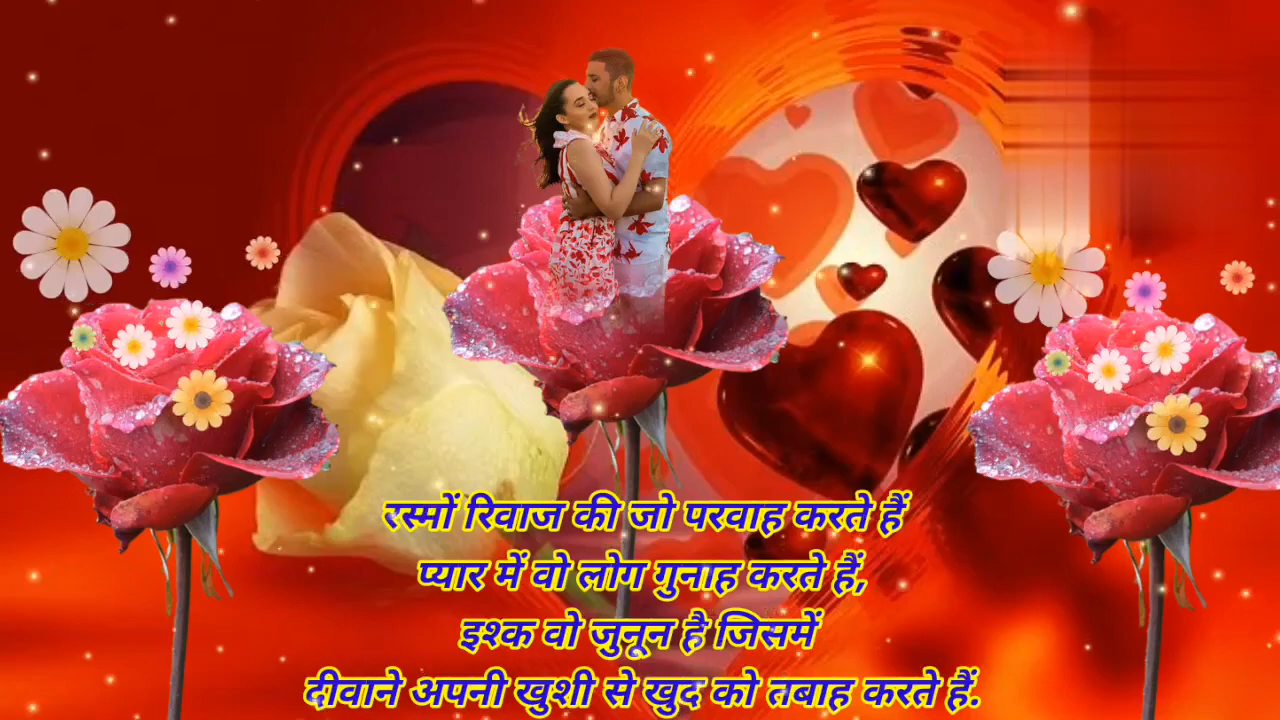 रस्मों रिवाज की जो परवाह करते हैं
प्यार में वो लोग गुनाह करते हैं,
इश्क वो जुनून है जिसमें
दीवाने अपनी खुशी से खुद को तबाह करते हैं.